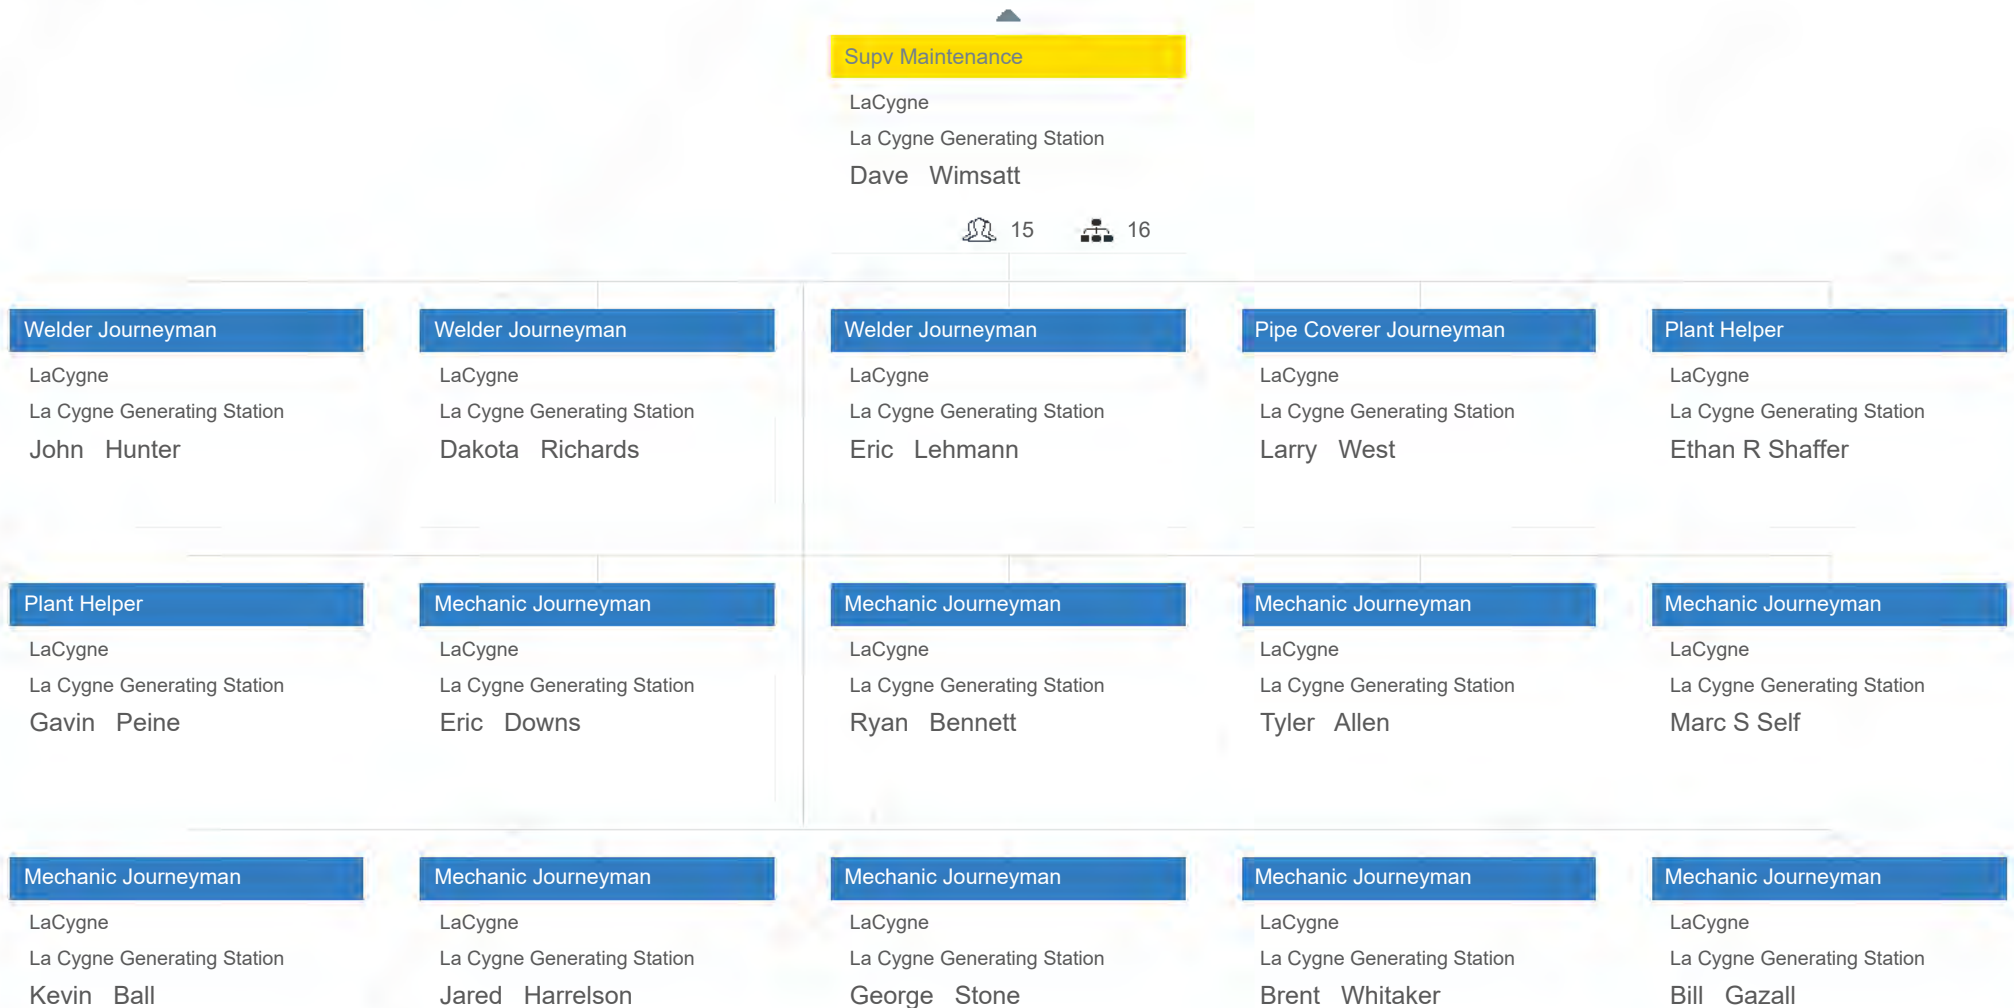 Supv Maintenance
LaCygne
La Cygne Generating Station
Dave Wimsatt
15 16
Welder Journeyman
LaCygne
La Cygne Generating Station
John Hunter
Welder Journeyman
LaCygne
La Cygne Generating Station
Dakota Richards
Welder Journeyman
LaCygne
La Cygne Generating Station
Eric Lehmann
Pipe Coverer Journeyman
LaCygne
La Cygne Generating Station
Larry West
Plant Helper
LaCygne
La Cygne Generating Station
Ethan R Shaffer
Plant Helper
LaCygne
La Cygne Generating Station
Gavin Peine
Mechanic Journeyman
LaCygne
La Cygne Generating Station
Eric Downs
Mechanic Journeyman
LaCygne
La Cygne Generating Station
Ryan Bennett
Mechanic Journeyman
LaCygne
La Cygne Generating Station
Tyler Allen
Mechanic Journeyman
LaCygne
La Cygne Generating Station
Marc S Self
Mechanic Journeyman
LaCygne
La Cygne Generating Station
Kevin Ball
Mechanic Journeyman
LaCygne
La Cygne Generating Station
Jared Harrelson
Mechanic Journeyman
LaCygne
La Cygne Generating Station
George Stone
Mechanic Journeyman
LaCygne
La Cygne Generating Station
Brent Whitaker
Mechanic Journeyman
LaCygne
La Cygne Generating Station
Bill Gazall